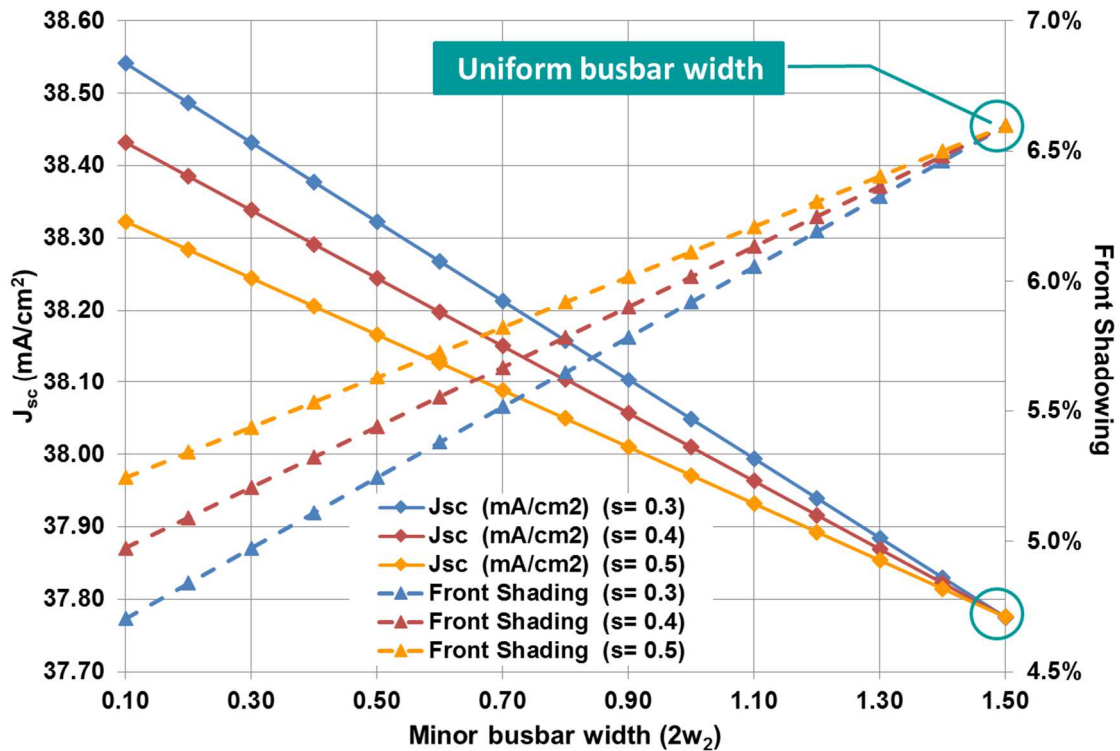 38.60
38.50
38.40
38.30
38.20
38.10
38.00
37.90
37.80
37.70
Jsc (mA/cm²)
7.0%
6.5%
6.0%
5.5%
5.0%
4.5%
Front Shadowing
Uniform busbar width
Jsc (mA/cm2) (s= 0.3)
Jsc (mA/cm2) (s= 0.4)
Jsc (mA/cm2) (s= 0.5)
Front Shading (s= 0.3)
Front Shading (s= 0.4)
Front Shading (s= 0.5)
0.10 0.30 0.50 0.70 0.90 1.10 1.30 1.50
Minor busbar width (2w₂)